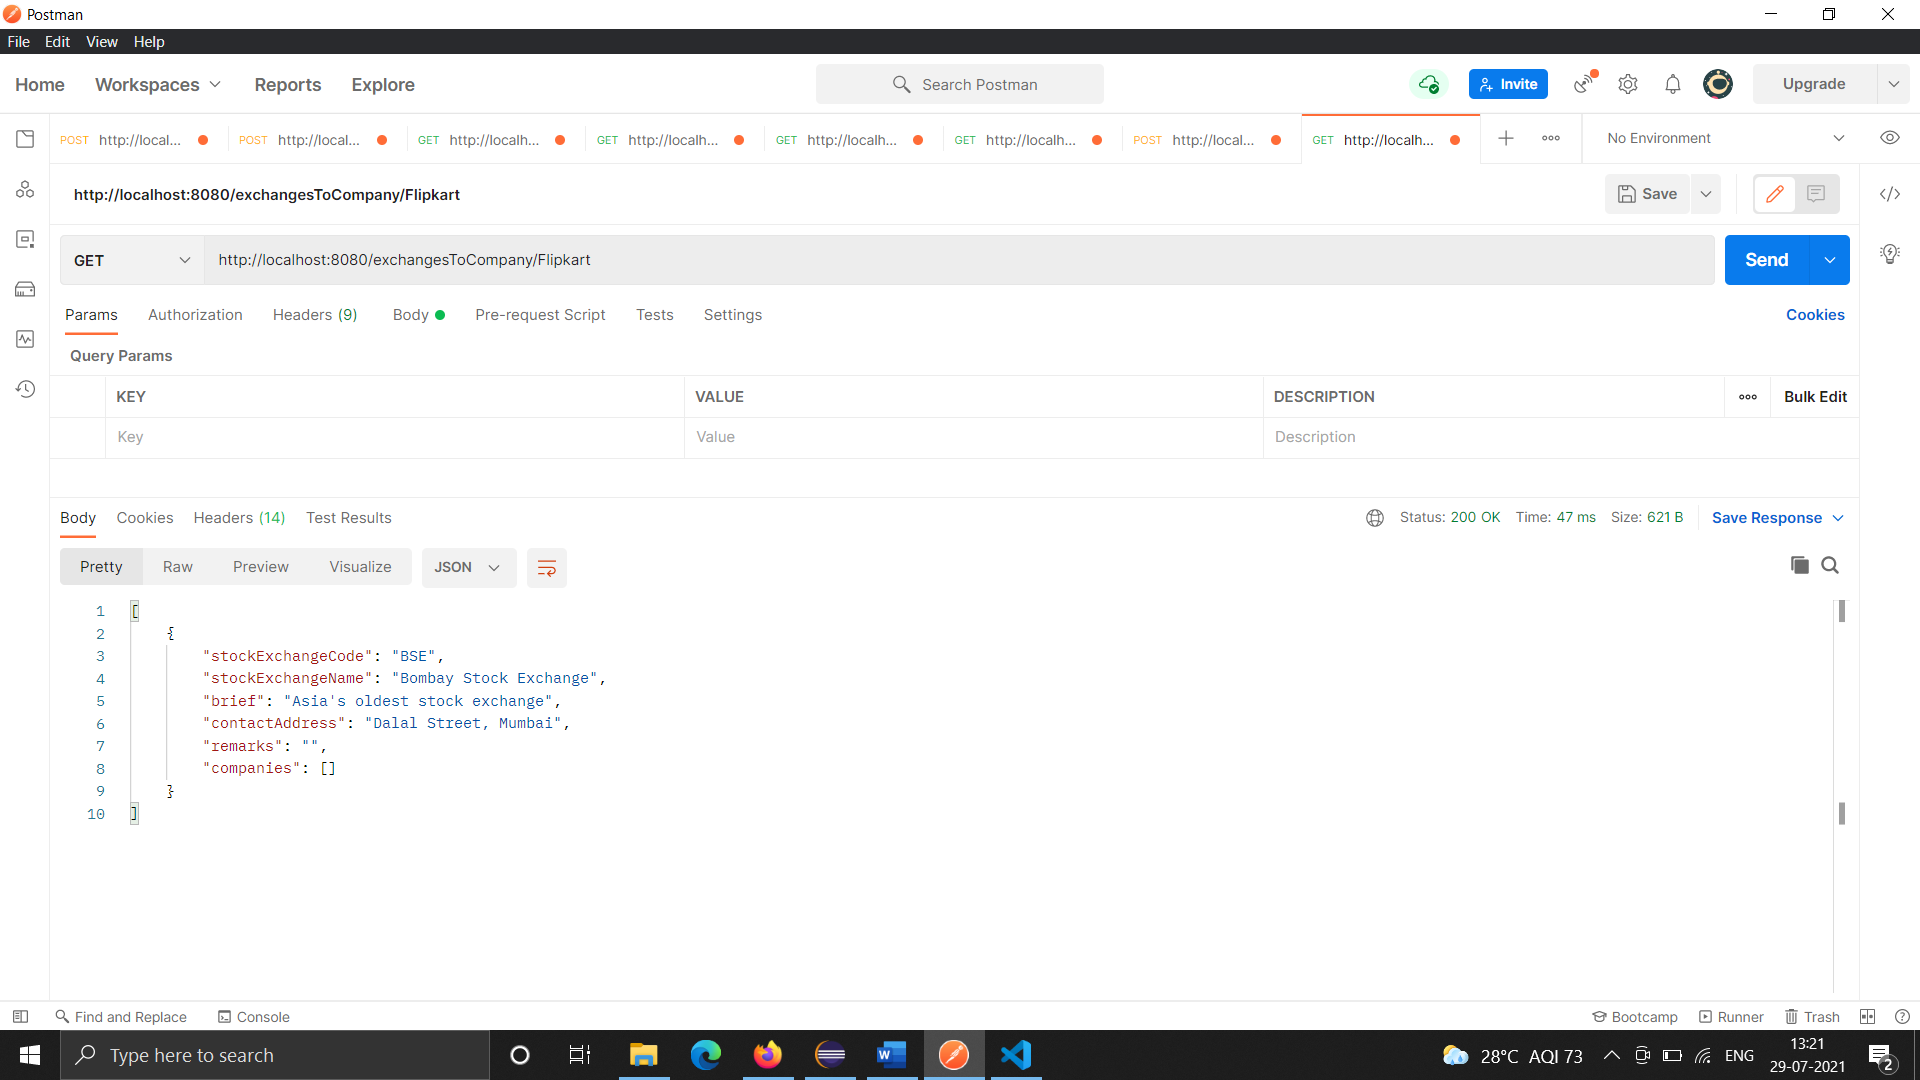 Postman
File Edit View Help
Home Workspaces Reports Explore Search Postman Invite Upgrade
POST http://local... POST http://local... GET http://localh... GET http://localh... GET http://localh... GET http://localh... POST http://local... GET http://localh... No Environment
http://localhost:8080/exchangesToCompany/Flipkart Save
GET http://localhost:8080/exchangesToCompany/Flipkart Send
Params Authorization Headers (9) Body Pre-request Script Tests Settings Cookies
Query Params
KEY VALUE DESCRIPTION Bulk Edit
Key Value Description
Body Cookies Headers (14) Test Results Status: 200 OK Time: 47 ms Size: 621 B Save Response
Pretty Raw Preview Visualize JSON
1 [
2 {
3 "stockExchangeCode": "BSE",
4 "stockExchangeName": "Bombay Stock Exchange",
5 "brief": "Asia's oldest stock exchange",
6 "contactAddress": "Dalal Street, Mumbai",
7 "remarks": "",
8 "companies": []
9 }
10 ]
Find and Replace Console Bootcamp Runner Trash
Type here to search 28°C AQI 73 ENG 13:21
29-07-2021 2